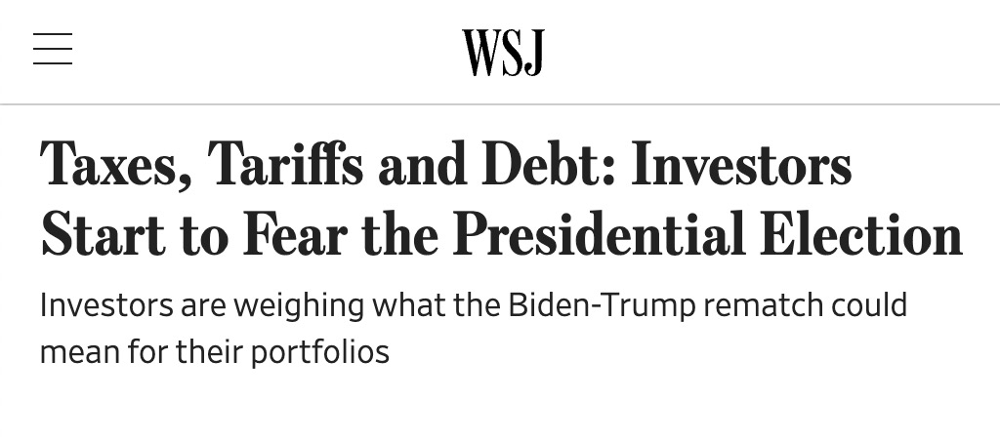 WSJ
Taxes, Tariffs and Debt: Investors
Start to Fear the Presidential Election
Investors are weighing what the Biden-Trump rematch could
mean for their portfolios